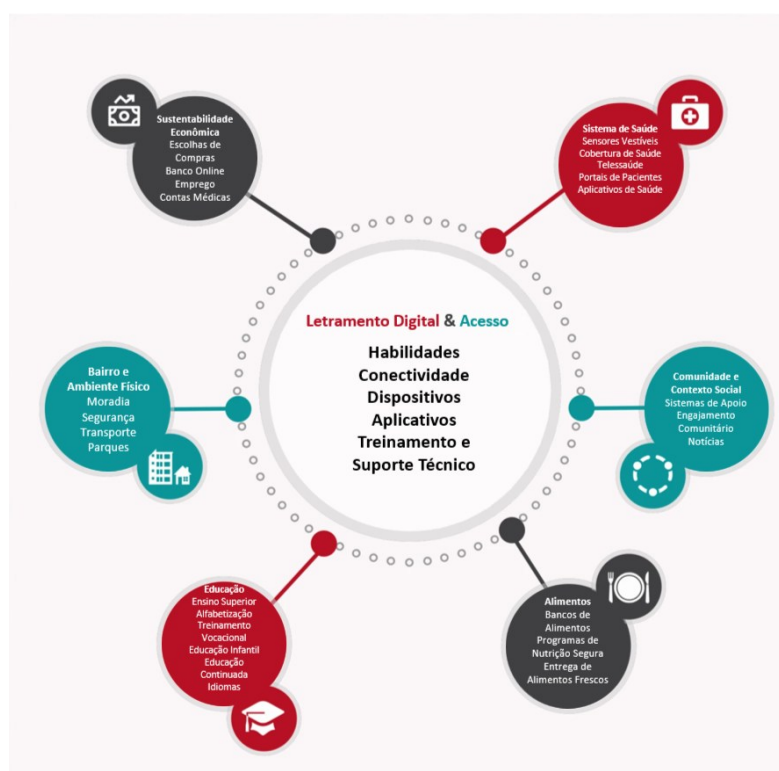 Sustentabilidade
Econômica
Escolhas de
Compras
Banco Online
Emprego
Contas Médicas
Sistema de Saúde
Sensores Vestíveis
Cobertura de Saúde
Telessaúde
Portais de Pacientes
Aplicativos de Saúde
Letramento Digital & Acesso
Habilidades
Conectividade
Dispositivos
Aplicativos
Treinamento e
Suporte Técnico
Bairro e
Ambiente Físico
Moradia
Segurança
Transporte
Parques
Comunidade e
Contexto Social
Sistemas de Apoio
Engajamento
Comunitário
Notícias
Educação
Ensino Superior
Alfabetização
Treinamento
Vocacional
Educação Infantil
Educação
Continuada
Idiomas
Alimentos
Bancos de
Alimentos
Programas de
Nutrição Segura
Entrega de
Alimentos Frescos